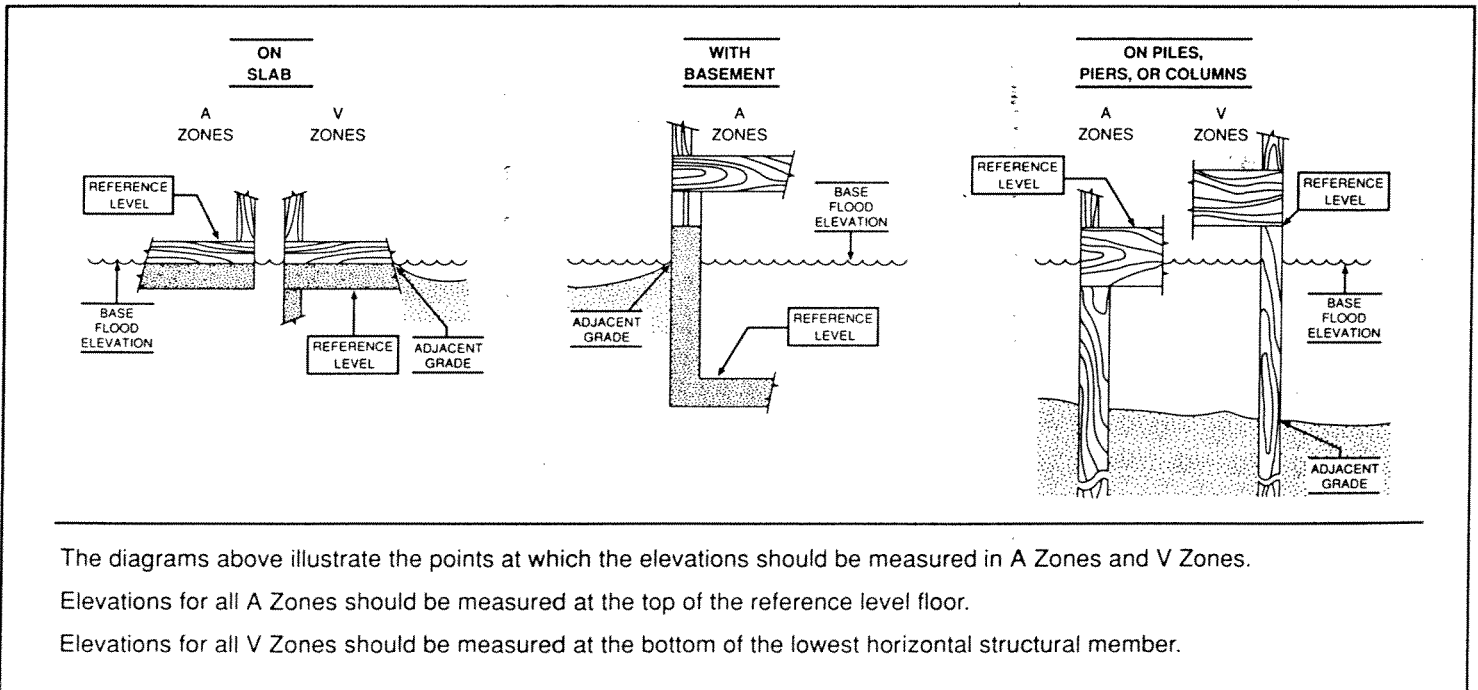 ON
SLAB
A
ZONES
V
ZONES
REFERENCE
LEVEL
BASE
FLOOD
ELEVATION
REFERENCE
LEVEL
ADJACENT
GRADE
WITH
BASEMENT
A
ZONES
BASE
FLOOD
ELEVATION
ADJACENT
GRADE
REFERENCE
LEVEL
ON PILES,
PIERS, OR COLUMNS
A
ZONES
V
ZONES
REFERENCE
LEVEL
REFERENCE
LEVEL
BASE
FLOOD
ELEVATION
ADJACENT
GRADE
The diagrams above illustrate the points at which the elevations should be measured in A Zones and V Zones.
Elevations for all A Zones should be measured at the top of the reference level floor.
Elevations for all V Zones should be measured at the bottom of the lowest horizontal structural member.